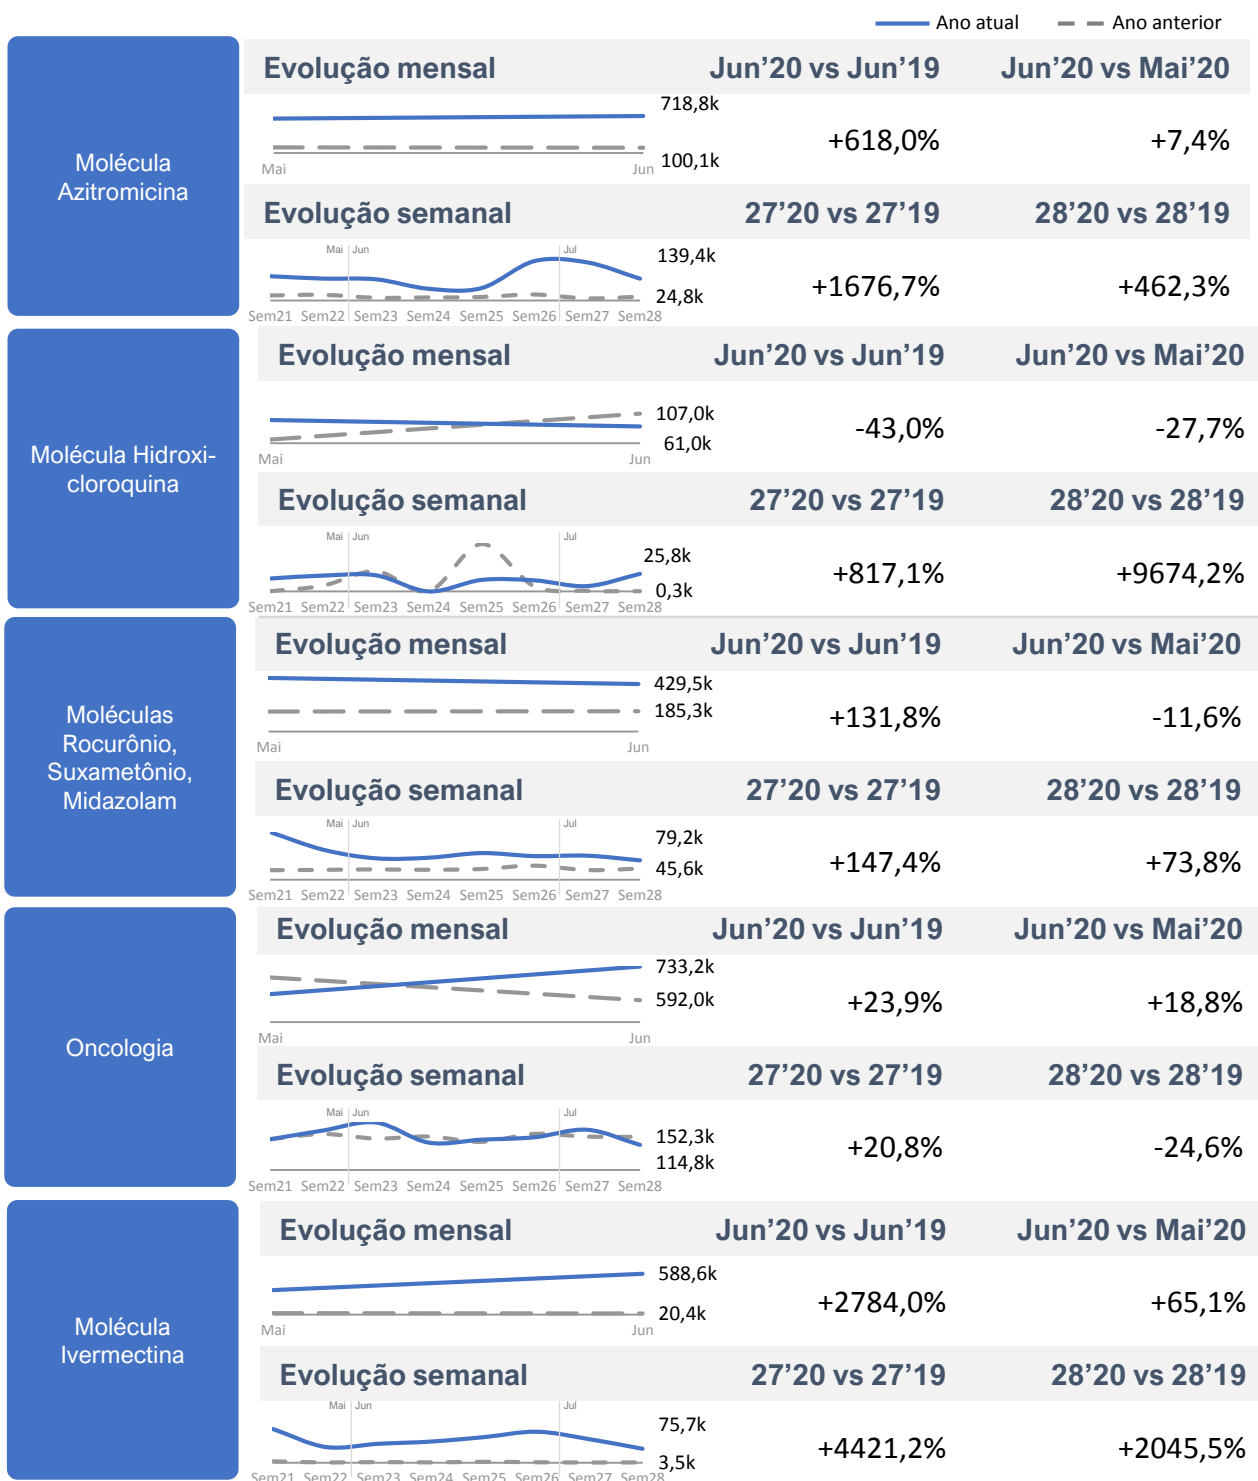 Ano atual Ano anterior
Molécula
Azitromicina
Evolução mensal Jun’20 vs Jun’19 Jun’20 vs Mai’20
718,8k
100,1k
Mai Jun
+618,0% +7,4%
Evolução semanal 27’20 vs 27’19 28’20 vs 28’19
Mai Jun Jul
139,4k
24,8k
Sem21 Sem22 Sem23 Sem24 Sem25 Sem26 Sem27 Sem28
+1676,7% +462,3%
Molécula Hidroxi-
cloroquina
Evolução mensal Jun’20 vs Jun’19 Jun’20 vs Mai’20
107,0k
61,0k
Mai Jun
-43,0% -27,7%
Evolução semanal 27’20 vs 27’19 28’20 vs 28’19
Mai Jun Jul
25,8k
0,3k
Sem21 Sem22 Sem23 Sem24 Sem25 Sem26 Sem27 Sem28
+817,1% +9674,2%
Moléculas
Rocurônio,
Suxametônio,
Midazolam
Evolução mensal Jun’20 vs Jun’19 Jun’20 vs Mai’20
429,5k
185,3k
Mai Jun
+131,8% -11,6%
Evolução semanal 27’20 vs 27’19 28’20 vs 28’19
Mai Jun Jul
79,2k
45,6k
Sem21 Sem22 Sem23 Sem24 Sem25 Sem26 Sem27 Sem28
+147,4% +73,8%
Oncologia
Evolução mensal Jun’20 vs Jun’19 Jun’20 vs Mai’20
733,2k
592,0k
Mai Jun
+23,9% +18,8%
Evolução semanal 27’20 vs 27’19 28’20 vs 28’19
Mai Jun Jul
152,3k
114,8k
Sem21 Sem22 Sem23 Sem24 Sem25 Sem26 Sem27 Sem28
+20,8% -24,6%
Molécula
Ivermectina
Evolução mensal Jun’20 vs Jun’19 Jun’20 vs Mai’20
588,6k
20,4k
Mai Jun
+2784,0% +65,1%
Evolução semanal 27’20 vs 27’19 28’20 vs 28’19
Mai Jun Jul
75,7k
3,5k
Sem21 Sem22 Sem23 Sem24 Sem25 Sem26 Sem27 Sem28
+4421,2% +2045,5%